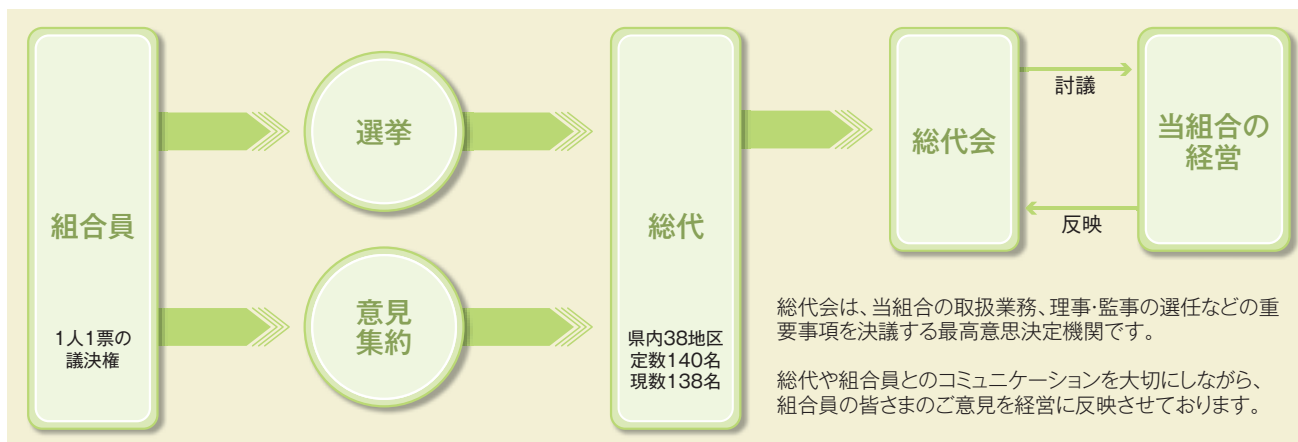 組合員
1人1票の
議決権
選挙
意見
集約
総代
県内38地区
定数140名
現数138名
総代会
討議
反映
当組合の
経営
総代会は、当組合の取扱業務、理事・監事の選任などの重
要事項を決議する最高意思決定機関です。
総代や組合員とのコミュニケーションを大切にしながら、
組合員の皆さまのご意見を経営に反映させております。